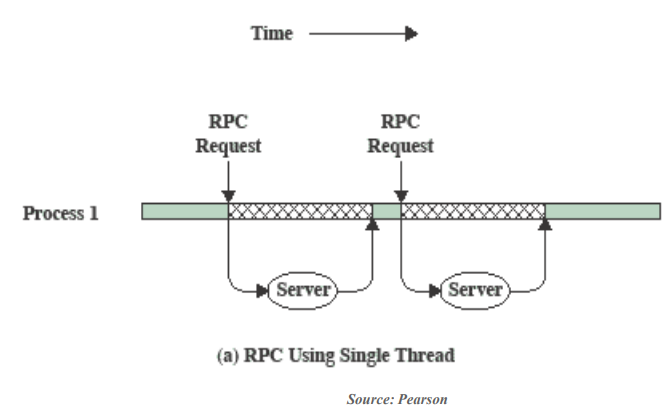 Time
RPC RPC
Request Request
Process 1
Server Server
(a) RPC Using Single Thread
Source: Pearson